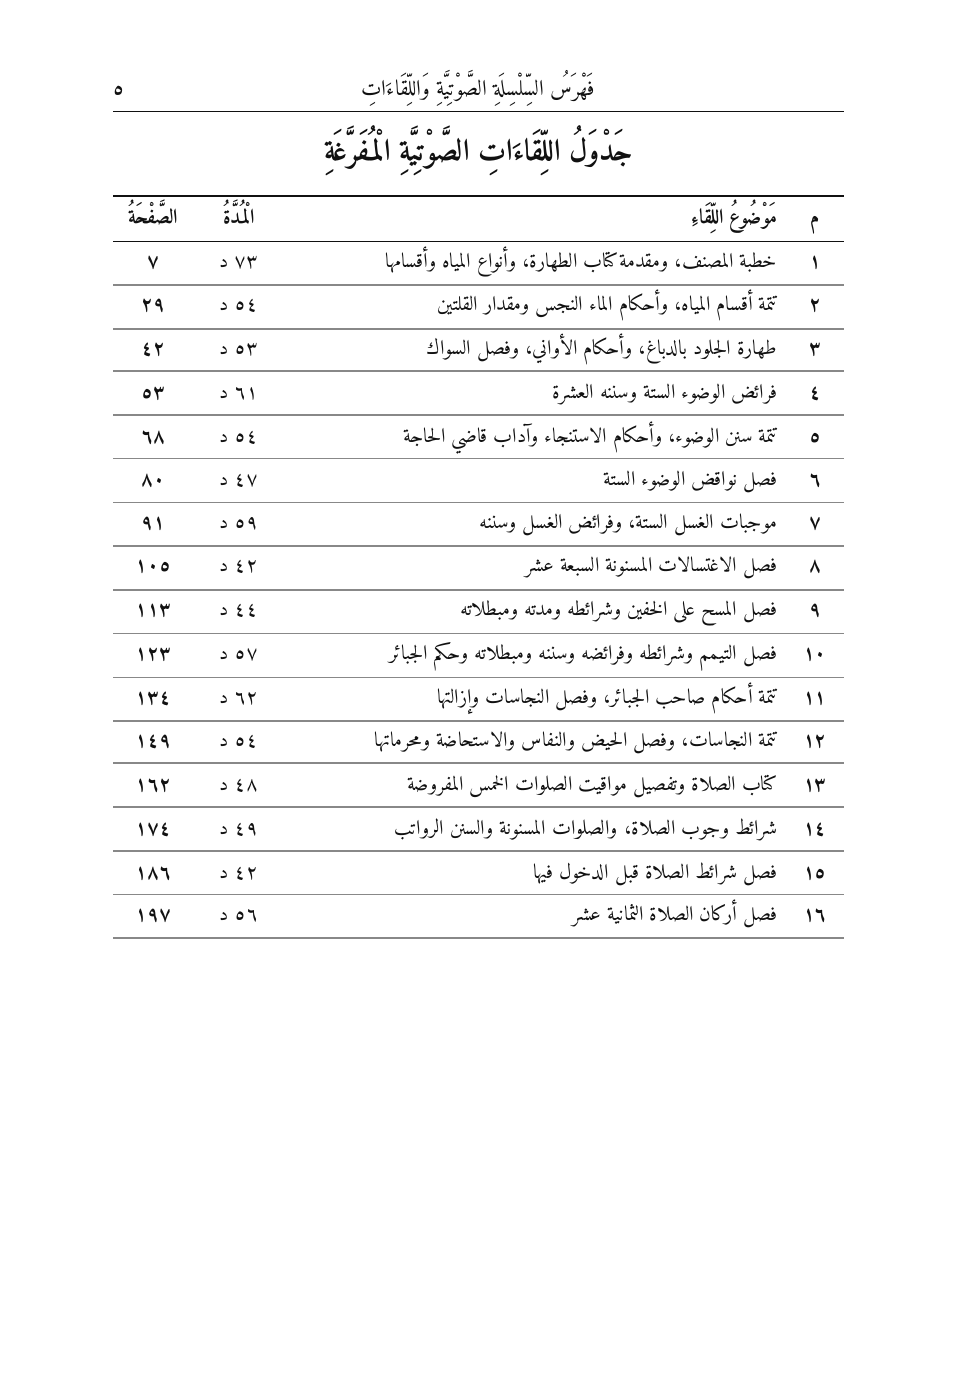 فَهْرَسُ السِّلْسِلَةِ الصَّوْتِيَّةِ وَاللِّقَاءَاتِ ٥
جَدْوَلُ اللِّقَاءَاتِ الصَّوْتِيَّةِ الْمُفَرَّغَةِ
م مَوْضُوعُ اللِّقَاءِ الْمُدَّةُ الصَّفْحَةُ
١ خطبة المصنف، ومقدمة كتاب الطهارة، وأنواع المياه وأقسامها ٧٣ د ٧
٢ تتمة أقسام المياه، وأحكام الماء النجس ومقدار القلتين ٥٤ د ٢٩
٣ طهارة الجلود بالدباغ، وأحكام الأواني، وفصل السواك ٥٣ د ٤٢
٤ فرائض الوضوء الستة وسننه العشرة ٦١ د ٥٣
٥ تتمة سنن الوضوء، وأحكام الاستنجاء وآداب قاضي الحاجة ٥٤ د ٦٨
٦ فصل نواقض الوضوء الستة ٤٧ د ٨٠
٧ موجبات الغسل الستة، وفرائض الغسل وسننه ٥٩ د ٩١
٨ فصل الاغتسالات المسنونة السبعة عشر ٤٢ د ١٠٥
٩ فصل المسح على الخفين وشرائطه ومدته ومبطلاته ٤٤ د ١١٣
١٠ فصل التيمم وشرائطه وفرائضه وسننه ومبطلاته وحكم الجبائر ٥٧ د ١٢٣
١١ تتمة أحكام صاحب الجبائر، وفصل النجاسات وإزالتها ٦٢ د ١٣٤
١٢ تتمة النجاسات، وفصل الحيض والنفاس والاستحاضة ومحرماتها ٥٤ د ١٤٩
١٣ كتاب الصلاة وتفصيل مواقيت الصلوات الخمس المفروضة ٤٨ د ١٦٢
١٤ شرائط وجوب الصلاة، والصلوات المسنونة والسنن الرواتب ٤٩ د ١٧٤
١٥ فصل شرائط الصلاة قبل الدخول فيها ٤٢ د ١٨٦
١٦ فصل أركان الصلاة الثمانية عشر ٥٦ د ١٩٧